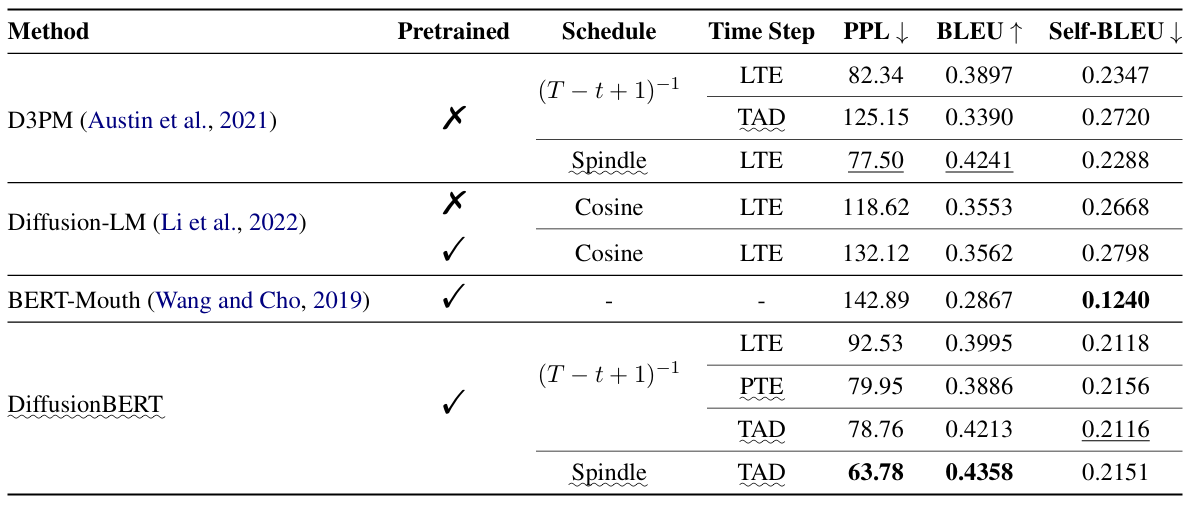 Method Pretrained Schedule Time Step PPL ↓ BLEU ↑ Self-BLEU ↓
D3PM (Austin et al., 2021) ✗ (T − t + 1)⁻¹ LTE 82.34 0.3897 0.2347
TAD 125.15 0.3390 0.2720
Spindle LTE 77.50 0.4241 0.2288
Diffusion-LM (Li et al., 2022) ✗ Cosine LTE 118.62 0.3553 0.2668
✓ Cosine LTE 132.12 0.3562 0.2798
BERT-Mouth (Wang and Cho, 2019) ✓ - - 142.89 0.2867 0.1240
DiffusionBERT ✓ (T − t + 1)⁻¹ LTE 92.53 0.3995 0.2118
PTE 79.95 0.3886 0.2156
TAD 78.76 0.4213 0.2116
Spindle TAD 63.78 0.4358 0.2151